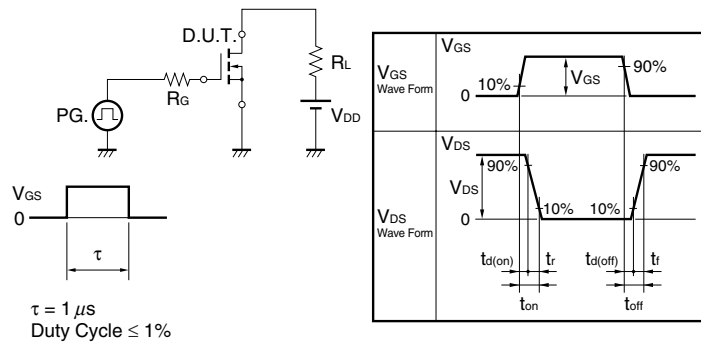 D.U.T.
RL
RG
PG.
VDD
VGS
0
τ
τ = 1 μs
Duty Cycle ≤ 1%
VGS
Wave Form
VGS
10%
VGS
90%
0
VDS
Wave Form
VDS
90%
VDS
90%
10%
10%
0
td(on)
tr
td(off)
tf
ton
toff